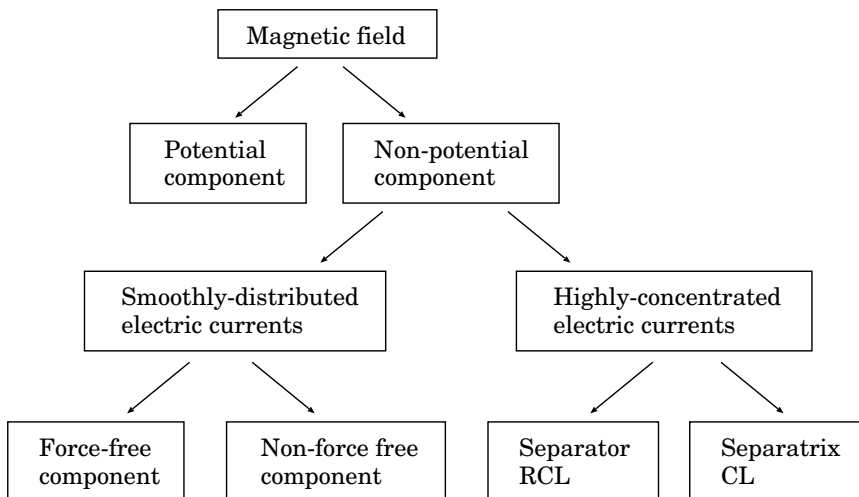 Magnetic field
Potential
component
Non-potential
component
Smoothly-distributed
electric currents
Highly-concentrated
electric currents
Force-free
component
Non-force free
component
Separator
RCL
Separatrix
CL